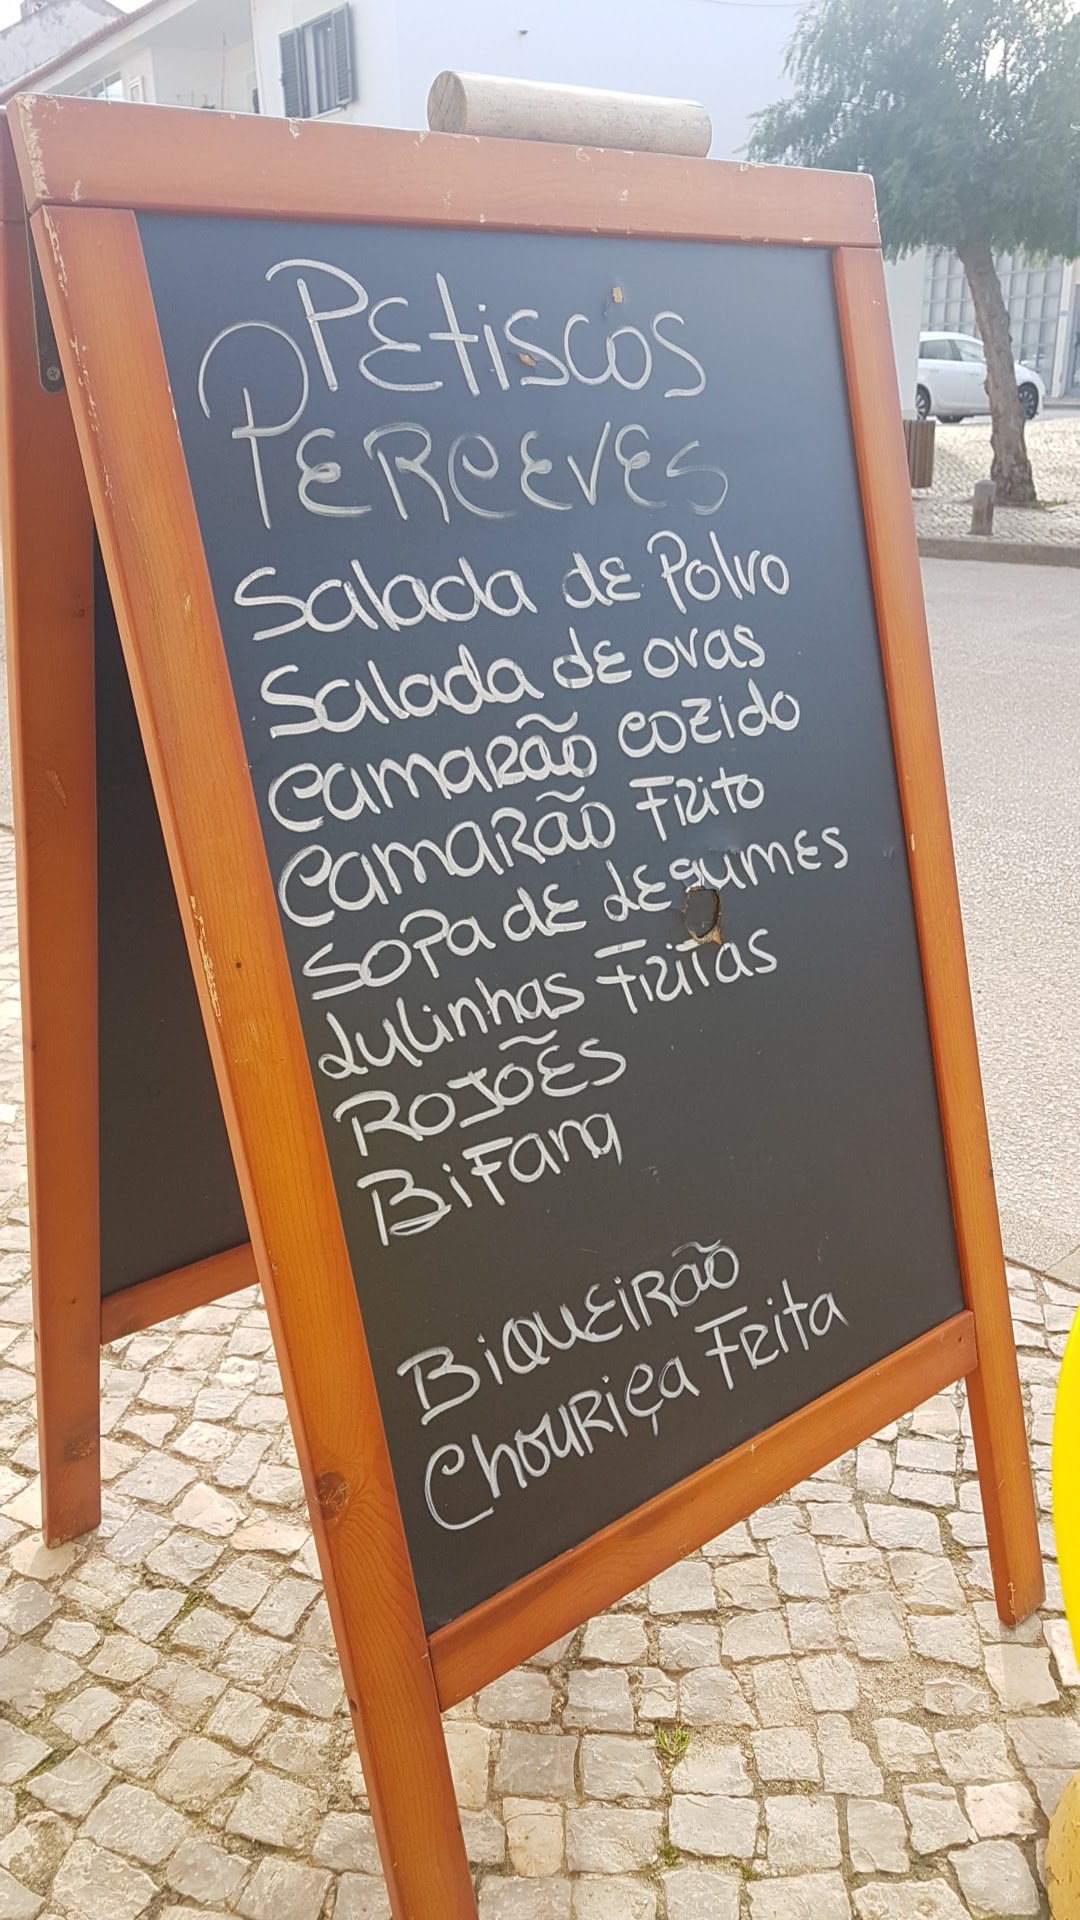 Petiscos
Perceves
Salada de Polvo
Salada de ovas
Camarão cozido
Camarão Frito
Sopa de Legumes
Lulinhas Fritas
Rojões
Bifana
Biqueirão
Chouriça Frita